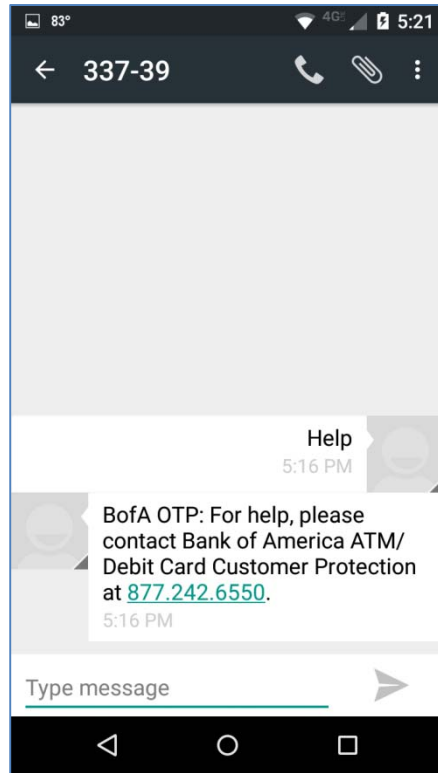 83°
4G
5:21
337-39
Help
5:16 PM
BofA OTP: For help, please
contact Bank of America ATM/
Debit Card Customer Protection
at 877.242.6550.
5:16 PM
Type message